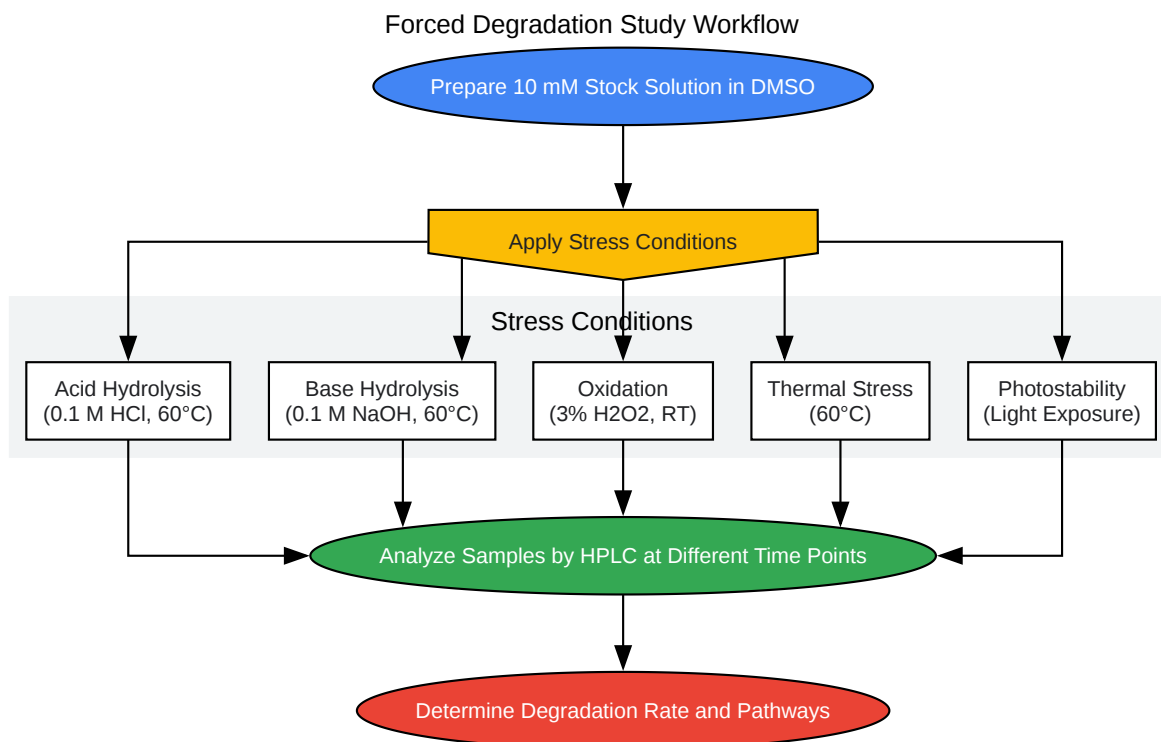 Forced Degradation Study Workflow
Prepare 10 mM Stock Solution in DMSO
Apply Stress Conditions
Stress Conditions
Acid Hydrolysis
(0.1 M HCl, 60°C)
Base Hydrolysis
(0.1 M NaOH, 60°C)
Oxidation
(3% H2O2, RT)
Thermal Stress
(60°C)
Photostability
(Light Exposure)
Analyze Samples by HPLC at Different Time Points
Determine Degradation Rate and Pathways